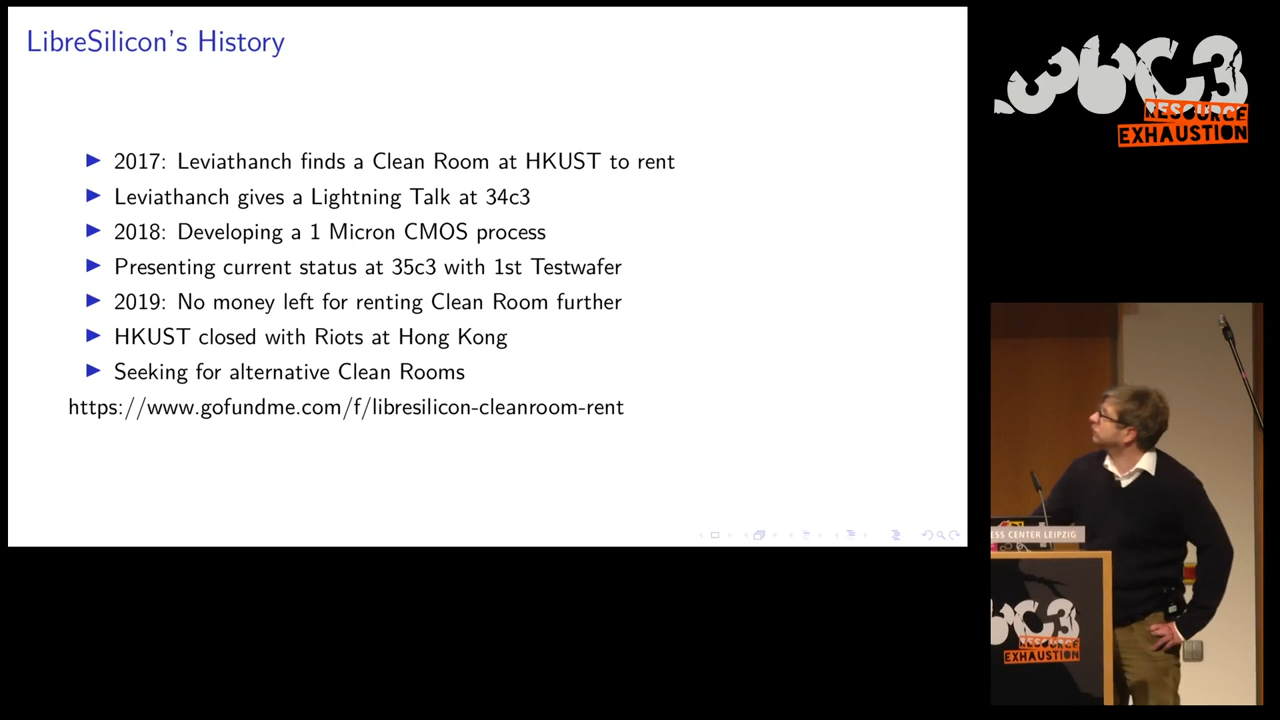 LibreSilicon's History
2017: Leviathanch finds a Clean Room at HKUST to rent
Leviathanch gives a Lightning Talk at 34c3
2018: Developing a 1 Micron CMOS process
Presenting current status at 35c3 with 1st Testwafer
2019: No money left for renting Clean Room further
HKUST closed with Riots at Hong Kong
Seeking for alternative Clean Rooms
https://www.gofundme.com/f/libresilicon-cleanroom-rent
36C3
RESOURCE
EXHAUSTION
ESS CENTER LEIPZIG
6C3
RESOURCE
EXHAUSTION